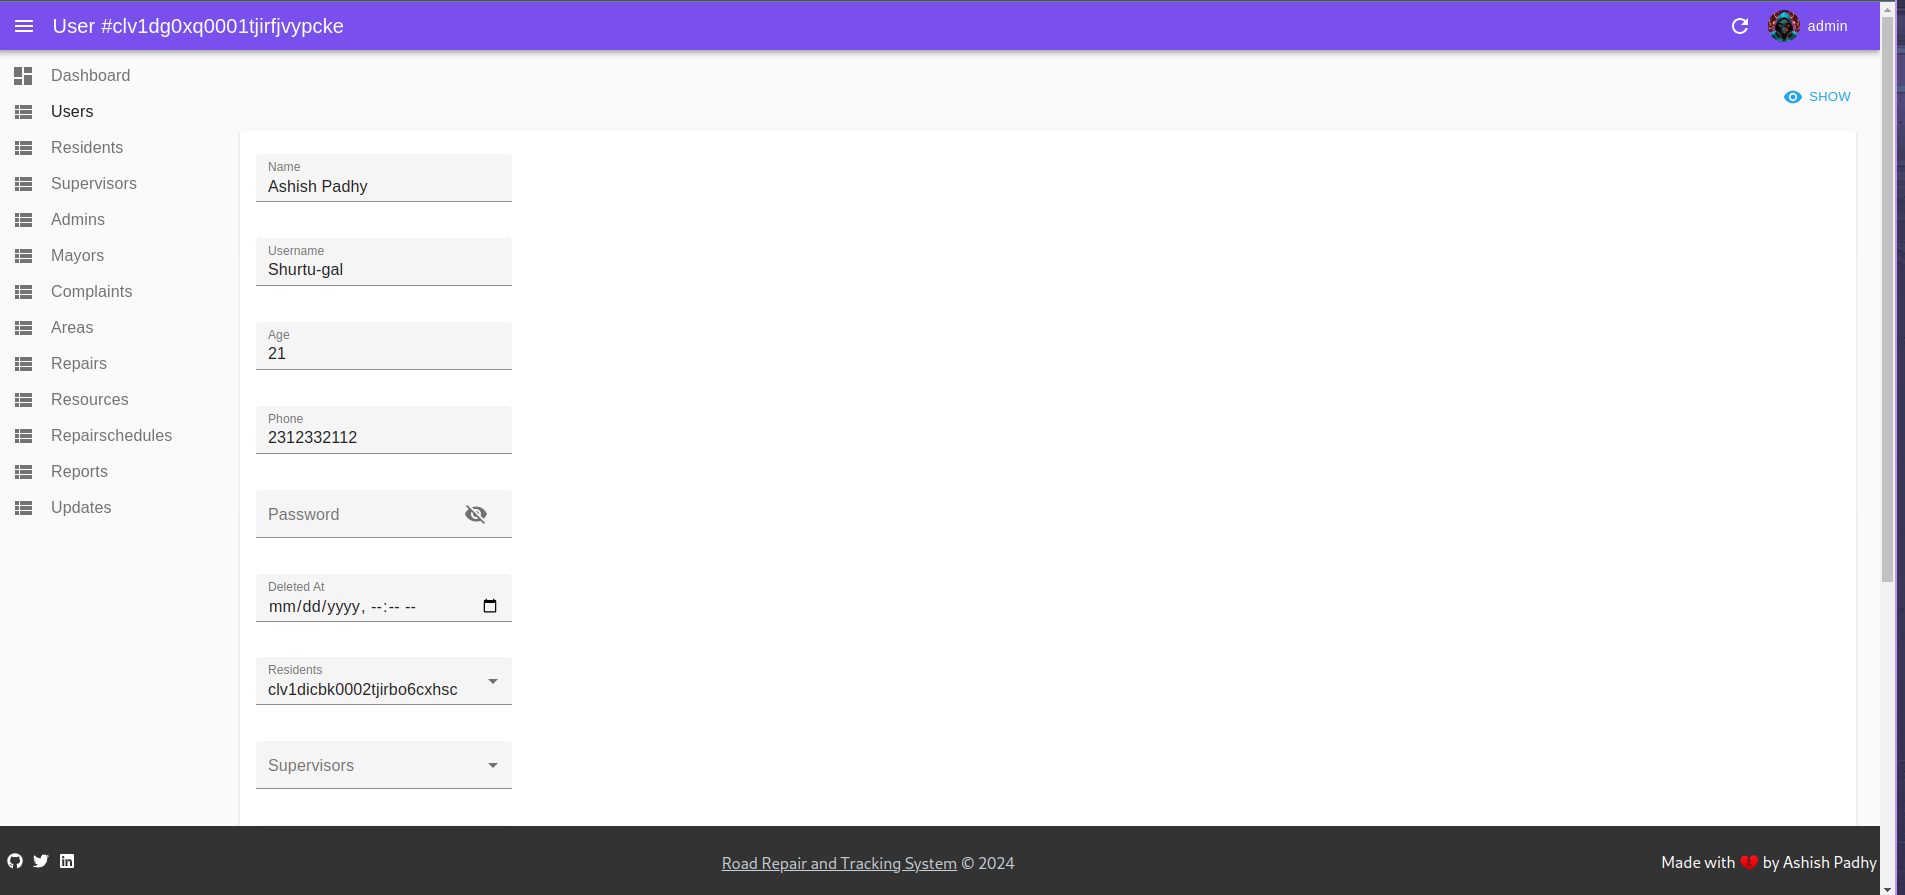 User #clv1dg0xq0001tjirfjvypcke
admin
Dashboard
Users
Residents
Supervisors
Admins
Mayors
Complaints
Areas
Repairs
Resources
Repairschedules
Reports
Updates
SHOW
Name
Ashish Padhy
Username
Shurtu-gal
Age
21
Phone
2312332112
Password
Deleted At
mm/dd/yyyy, --:-- --
Residents
clv1dicbk0002tjirbo6cxhsc
Supervisors
Road Repair and Tracking System © 2024
Made with 💔 by Ashish Padhy